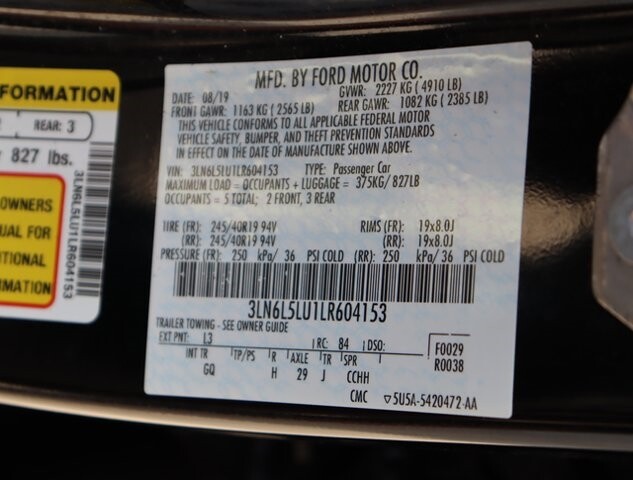 MFD. BY FORD MOTOR CO.
DATE: 08/19 GVWR: 2227 KG ( 4910 LB)
FRONT GAWR: 1163 KG ( 2565 LB) REAR GAWR: 1082 KG ( 2385 LB)
THIS VEHICLE CONFORMS TO ALL APPLICABLE FEDERAL MOTOR
VEHICLE SAFETY, BUMPER, AND THEFT PREVENTION STANDARDS
IN EFFECT ON THE DATE OF MANUFACTURE SHOWN ABOVE.
VIN: 3LN6L5LU1LR604153 TYPE: Passenger Car
MAXIMUM LOAD = OCCUPANTS + LUGGAGE = 375KG/827LB
OCCUPANTS = 5 TOTAL; 2 FRONT, 3 REAR
TIRE (FR): 245/40R19 94V RIMS (FR): 19x8.0J
(RR): 245/40R19 94V (RR): 19x8.0J
PRESSURE (FR): 250 kPa/ 36 PSI COLD (RR): 250 kPa/ 36 PSI COLD
3LN6L5LU1LR604153
TRAILER TOWING - SEE OWNER GUIDE
EXT PNT: L3 RC: 84 DSO: F0029
INT TR TP/PS R AXLE TR SPR R0038
GQ H 29 J CCHH
CMC 5U5A-5420472-AA
FORMATION
REAR: 3
827 lbs.
OWNERS
UAL FOR
ITIONAL
MATION
3LN6L5LU1LR604153